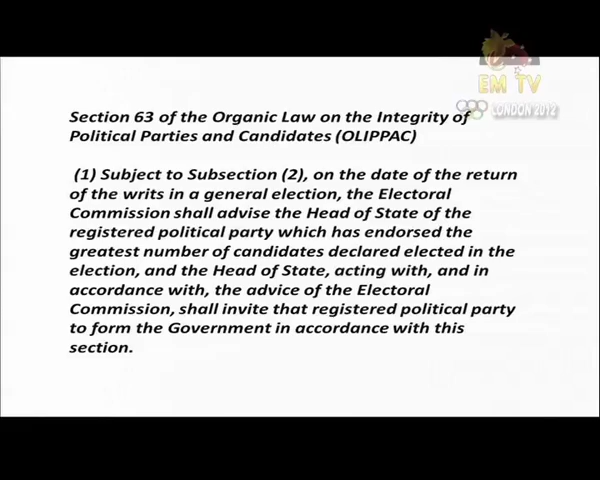 EM TV
LONDON 2012
Section 63 of the Organic Law on the Integrity of
Political Parties and Candidates (OLIPPAC)
(1) Subject to Subsection (2), on the date of the return
of the writs in a general election, the Electoral
Commission shall advise the Head of State of the
registered political party which has endorsed the
greatest number of candidates declared elected in the
election, and the Head of State, acting with, and in
accordance with, the advice of the Electoral
Commission, shall invite that registered political party
to form the Government in accordance with this
section.